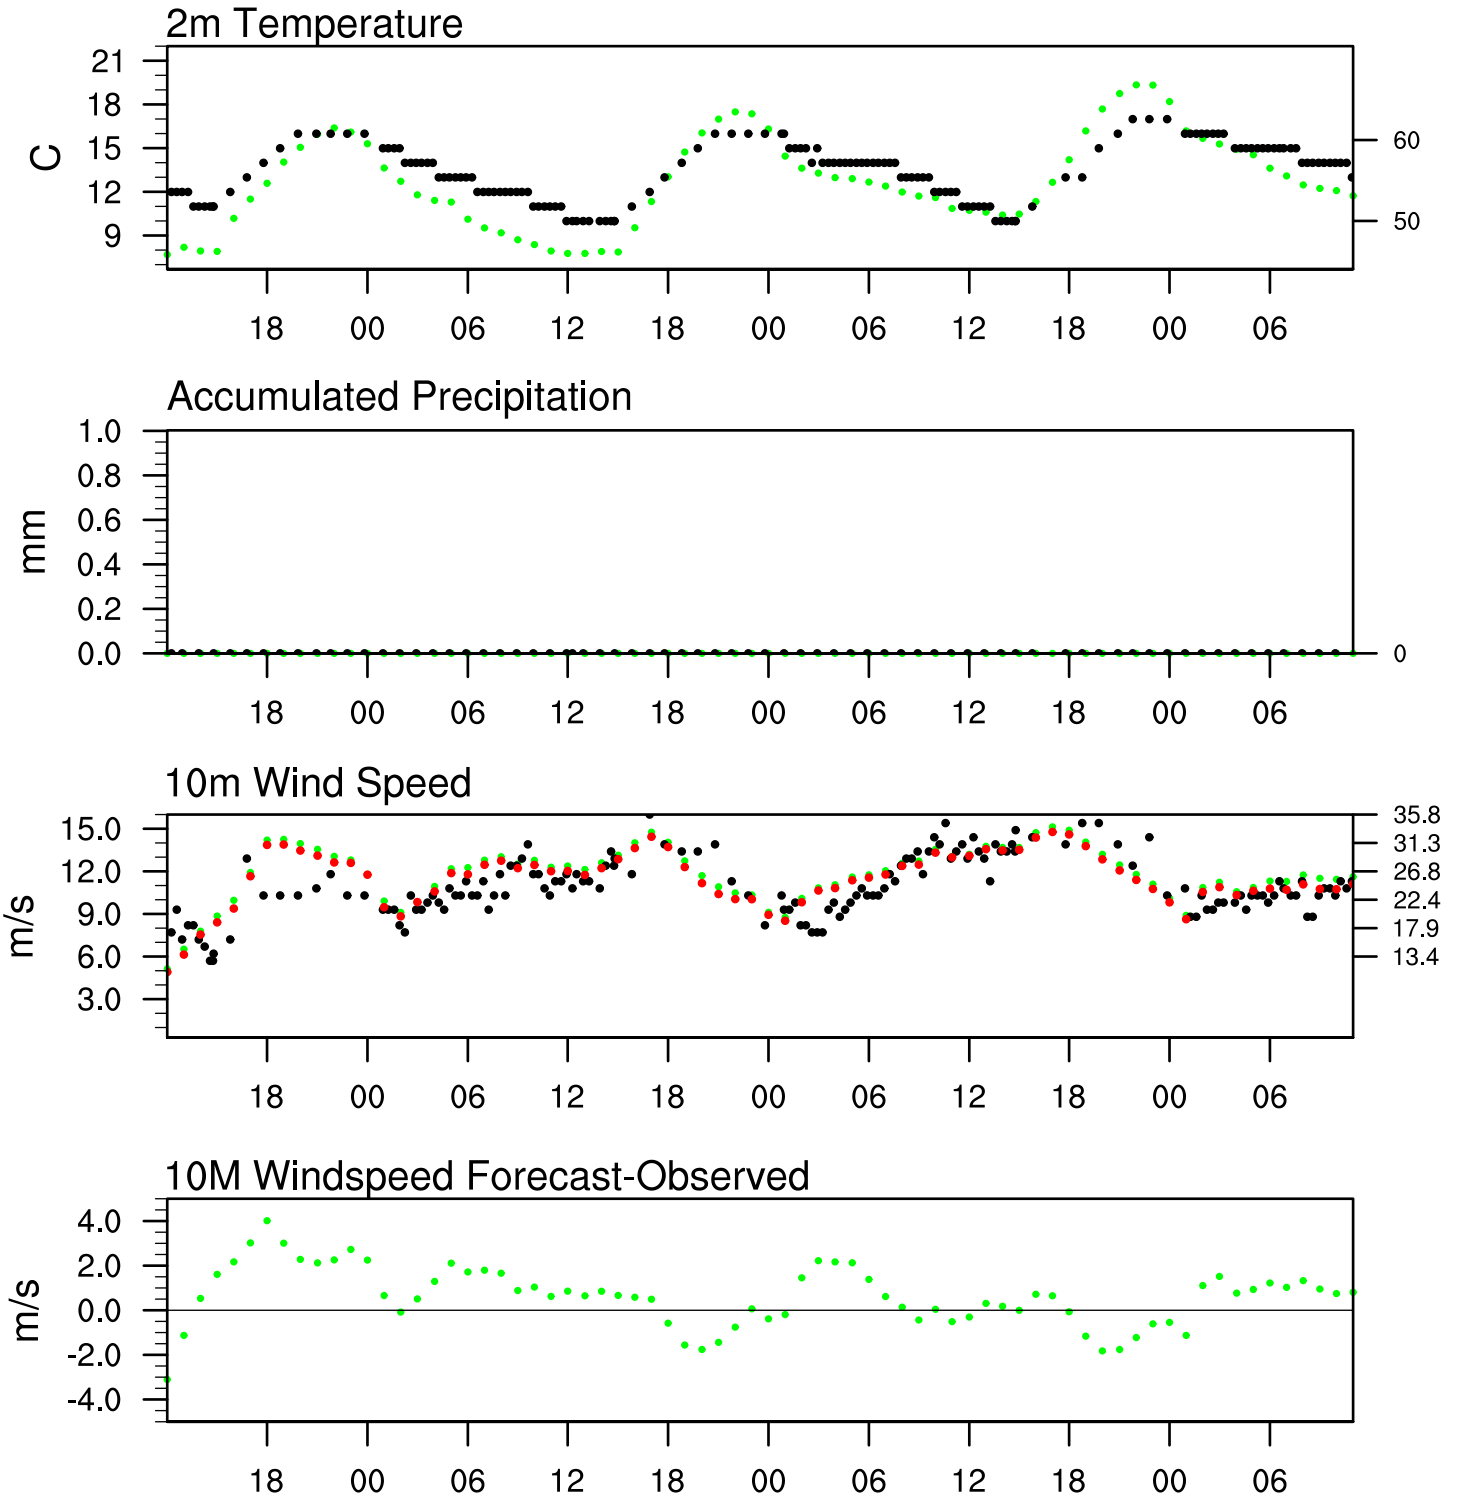 2m Temperature
21
18
15
12
9
C
60
50
18 00 06 12 18 00 06 12 18 00 06
Accumulated Precipitation
1.0
0.8
0.6
0.4
0.2
0.0
mm
0
18 00 06 12 18 00 06 12 18 00 06
10m Wind Speed
15.0
12.0
9.0
6.0
3.0
m/s
35.8
31.3
26.8
22.4
17.9
13.4
18 00 06 12 18 00 06 12 18 00 06
10M Windspeed Forecast-Observed
4.0
2.0
0.0
-2.0
-4.0
m/s
18 00 06 12 18 00 06 12 18 00 06